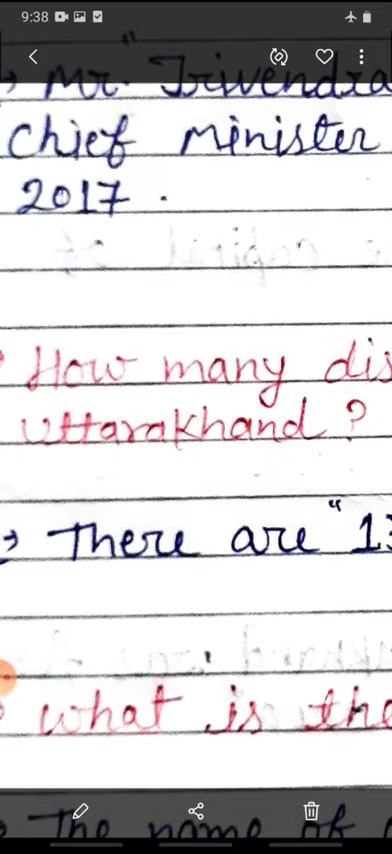 9:38
→ Mr. "Trivendra
Chief Minister
2017.
How many dis
Uttarakhand?
→ There are "13
what is the
The name of